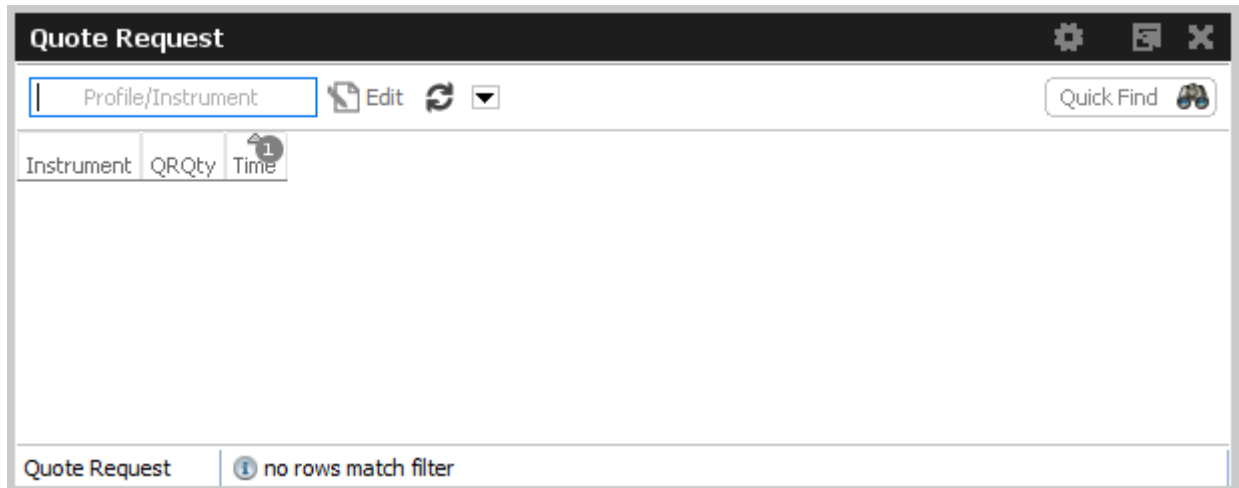 Quote Request
Profile/Instrument Edit Quick Find
Instrument QRQty Time 1
Quote Request no rows match filter